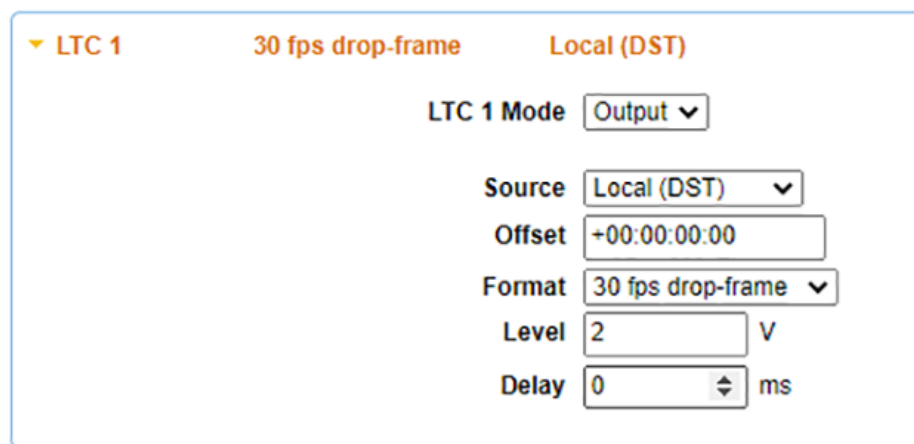 LTC 1 30 fps drop-frame Local (DST)
LTC 1 Mode Output
Source Local (DST)
Offset +00:00:00:00
Format 30 fps drop-frame
Level 2 V
Delay 0 ms